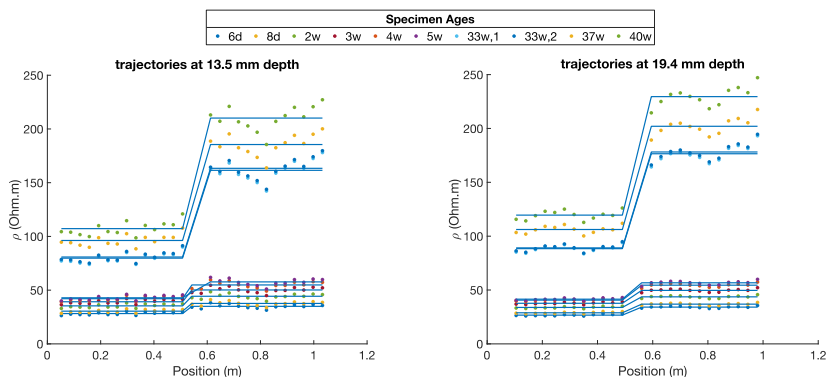 Specimen Ages
6d 8d 2w 3w 4w 5w 33w,1 33w,2 37w 40w
trajectories at 13.5 mm depth
250
200
150
100
50
0
ρ (Ohm.m)
0 0.2 0.4 0.6 0.8 1 1.2
Position (m)
trajectories at 19.4 mm depth
250
200
150
100
50
0
ρ (Ohm.m)
0 0.2 0.4 0.6 0.8 1 1.2
Position (m)